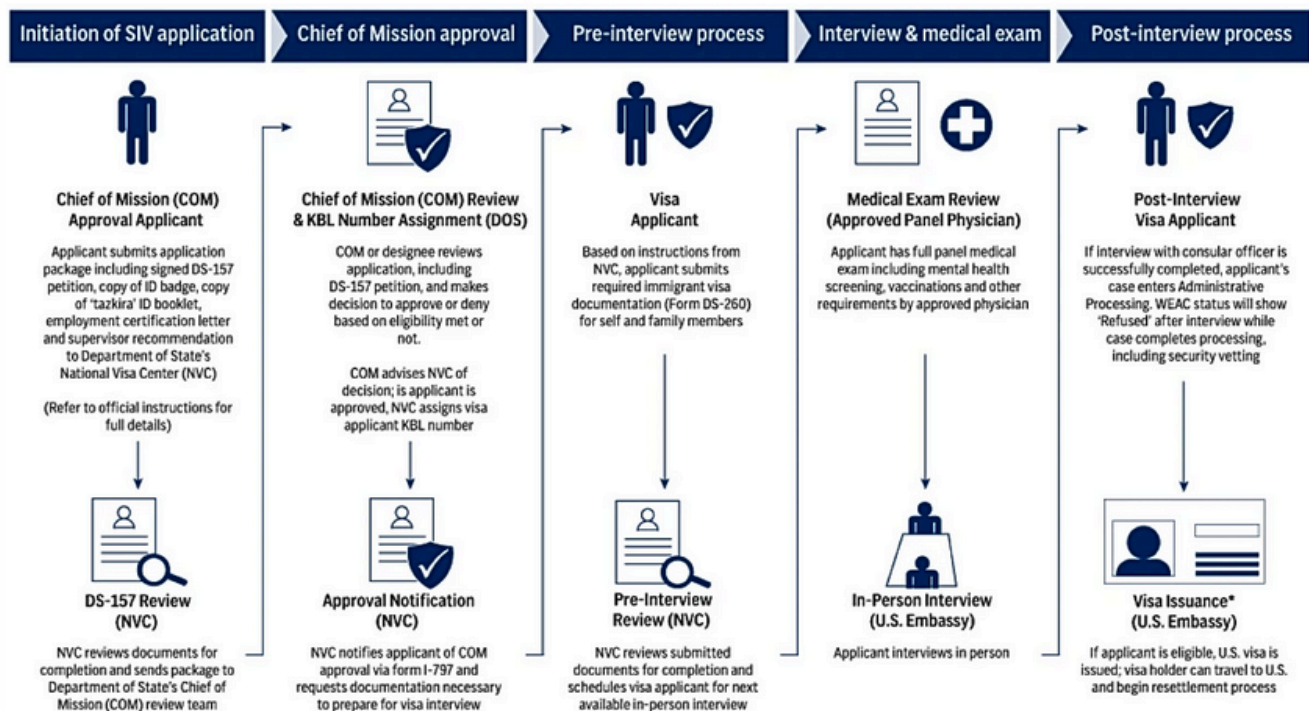 Initiation of SIV application
Chief of Mission approval
Pre-interview process
Interview & medical exam
Post-interview process
Chief of Mission (COM)
Approval Applicant
Applicant submits application
package including signed DS-157
petition, copy of ID badge, copy
of 'tazkira' ID booklet,
employment certification letter
and supervisor recommendation
to Department of State's
National Visa Center (NVC)
(Refer to official instructions for
full details)
DS-157 Review
(NVC)
NVC reviews documents for
completion and sends package to
Department of State's Chief of
Mission (COM) review team
Chief of Mission (COM) Review
& KBL Number Assignment (DOS)
COM or designee reviews
application, including
DS-157 petition, and makes
decision to approve or deny
based on eligibility met or
not.
COM advises NVC of
decision; is applicant is
approved, NVC assigns visa
applicant KBL number
Approval Notification
(NVC)
NVC notifies applicant of COM
approval via form I-797 and
requests documentation necessary
to prepare for visa interview
Visa
Applicant
Based on instructions from
NVC, applicant submits
required immigrant visa
documentation (Form DS-260)
for self and family members
Pre-Interview
Review (NVC)
NVC reviews submitted
documents for completion and
schedules visa applicant for next
available in-person interview
Medical Exam Review
(Approved Panel Physician)
Applicant has full panel medical
exam including mental health
screening, vaccinations and other
requirements by approved physician
In-Person Interview
(U.S. Embassy)
Applicant interviews in person
Post-Interview
Visa Applicant
If interview with consular officer is
successfully completed, applicant's
case enters Administrative
Processing. WEAC status will show
'Refused' after interview while
case completes processing,
including security vetting
Visa Issuance*
(U.S. Embassy)
If applicant is eligible, U.S. visa is
issued; visa holder can travel to U.S.
and begin resettlement process